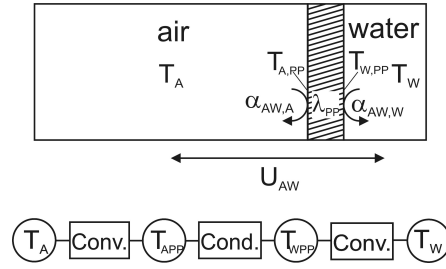 air water
T_A T_A,PP T_W,PP T_W
α_AW,A λ_PP α_AW,W
U_AW
T_A Conv. T_APP Cond. T_WPP Conv. T_W